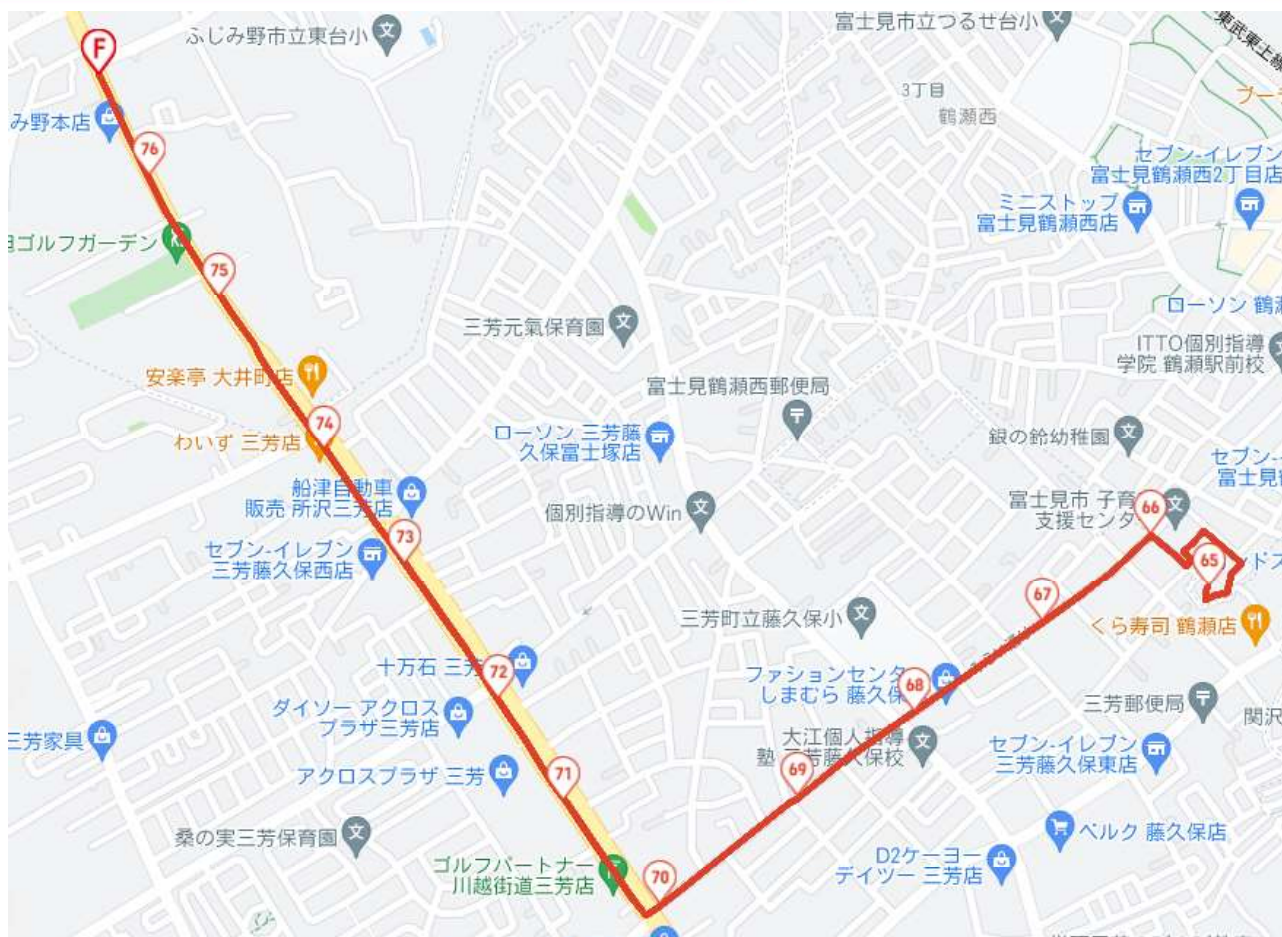 ふじみ野市立東台小
富士見市立つるせ台小
東武東上線
F
3丁目
鶴瀬西
み野本店
76
セブン-イレブン
富士見鶴瀬西2丁目店
ミニストップ
富士見鶴瀬西店
ゴルフガーデン
75
ローソン 鶴瀬
三芳元氣保育園
ITTO個別指導
学院 鶴瀬駅前校
安楽亭 大井町店
富士見鶴瀬西郵便局
74
わいず 三芳店
ローソン 三芳藤
久保富士塚店
銀の鈴幼稚園
セブン-
富士見
船津自動車
販売 所沢三芳店
個別指導のWin
富士見市 子育
支援センタ
66
73
セブン-イレブン
三芳藤久保西店
65
67
三芳町立藤久保小
くら寿司 鶴瀬店
十万石 三芳
72
ファッションセンタ
しまむら 藤久保
68
三芳郵便局
関沢
ダイソー アクロス
プラザ三芳店
三芳家具
大江個人指導
塾 三芳藤久保校
セブン-イレブン
三芳藤久保東店
アクロスプラザ 三芳
71
69
桑の実三芳保育園
ベルク 藤久保店
ゴルフパートナー
川越街道三芳店
70
D2ケーヨー
デイツー 三芳店